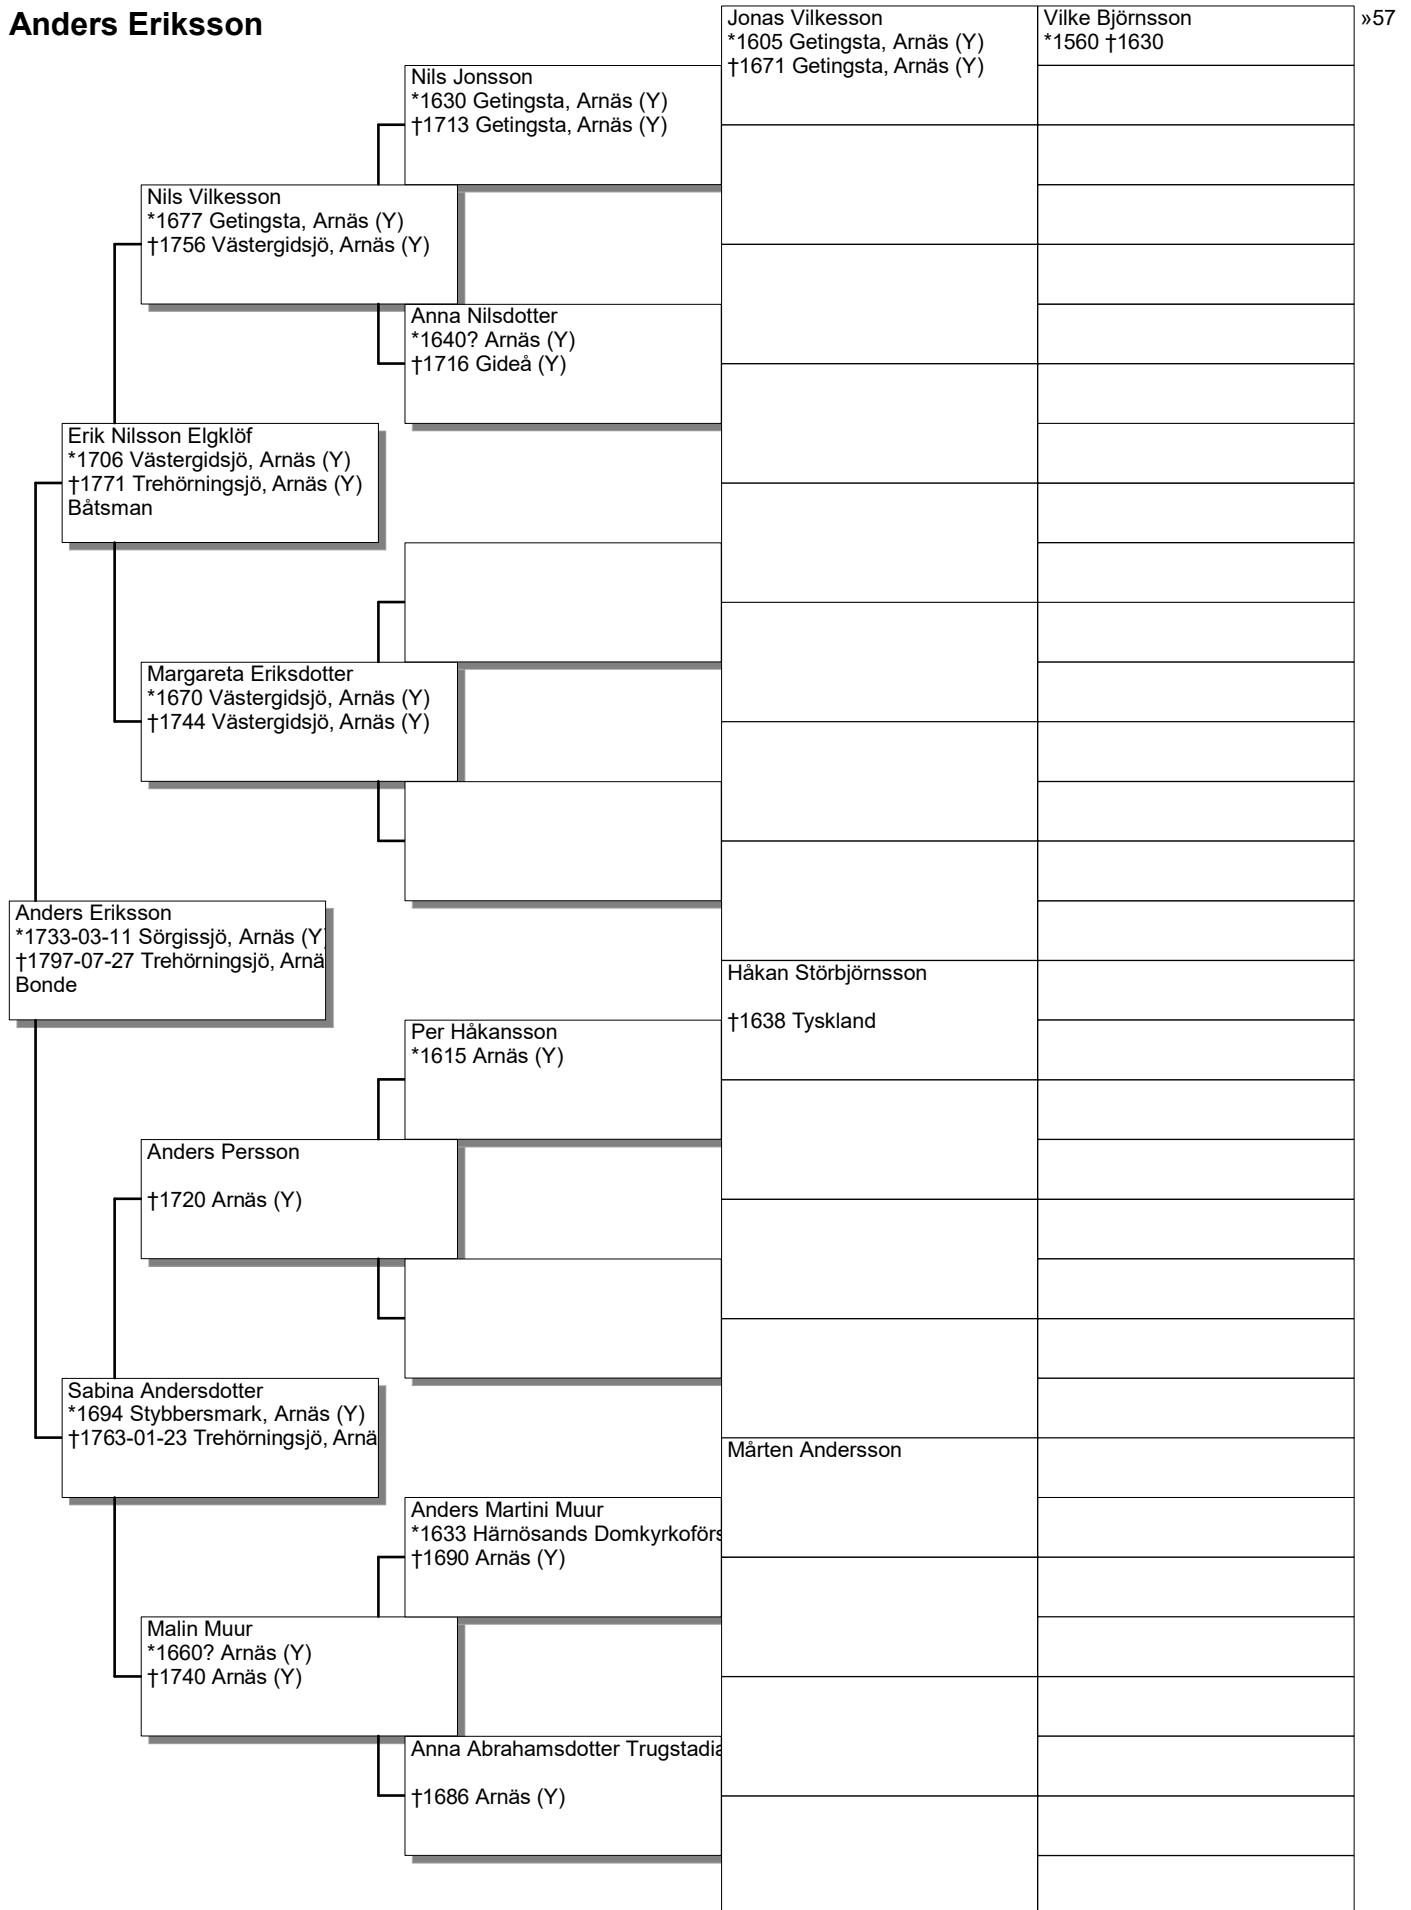 Anders Eriksson
Jonas Vilkesson
*1605 Getingsta, Arnäs (Y)
†1671 Getingsta, Arnäs (Y)
Vilke Björnsson
*1560 †1630
»57
Nils Jonsson
*1630 Getingsta, Arnäs (Y)
†1713 Getingsta, Arnäs (Y)
Nils Vilkesson
*1677 Getingsta, Arnäs (Y)
†1756 Västergidsjö, Arnäs (Y)
Anna Nilsdotter
*1640? Arnäs (Y)
†1716 Gideå (Y)
Erik Nilsson Elgklöf
*1706 Västergidsjö, Arnäs (Y)
†1771 Trehörningsjö, Arnäs (Y)
Båtsman
Margareta Eriksdotter
*1670 Västergidsjö, Arnäs (Y)
†1744 Västergidsjö, Arnäs (Y)
Anders Eriksson
*1733-03-11 Sörgissjö, Arnäs (Y)
†1797-07-27 Trehörningsjö, Arnä
Bonde
Håkan Störbjörnsson
†1638 Tyskland
Per Håkansson
*1615 Arnäs (Y)
Anders Persson
†1720 Arnäs (Y)
Sabina Andersdotter
*1694 Stybbersmark, Arnäs (Y)
†1763-01-23 Trehörningsjö, Arnä
Mårten Andersson
Anders Martini Muur
*1633 Härnösands Domkyrkoförs
†1690 Arnäs (Y)
Malin Muur
*1660? Arnäs (Y)
†1740 Arnäs (Y)
Anna Abrahamsdotter Trugstadia
†1686 Arnäs (Y)